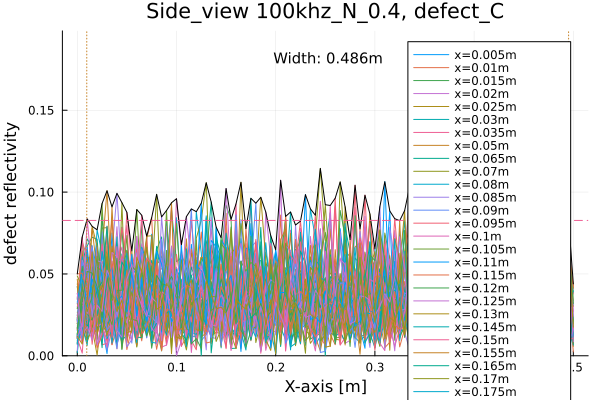 Side_view 100khz_N_0.4, defect_C
Width: 0.486m
defect reflectivity
0.15
0.10
0.05
0.00
0.0
0.1
0.2
0.3
.5
X-axis [m]
x=0.005m
x=0.01m
x=0.015m
x=0.02m
x=0.025m
x=0.03m
x=0.035m
x=0.05m
x=0.065m
x=0.07m
x=0.08m
x=0.085m
x=0.09m
x=0.095m
x=0.1m
x=0.105m
x=0.11m
x=0.115m
x=0.12m
x=0.125m
x=0.13m
x=0.145m
x=0.15m
x=0.155m
x=0.165m
x=0.17m
x=0.175m